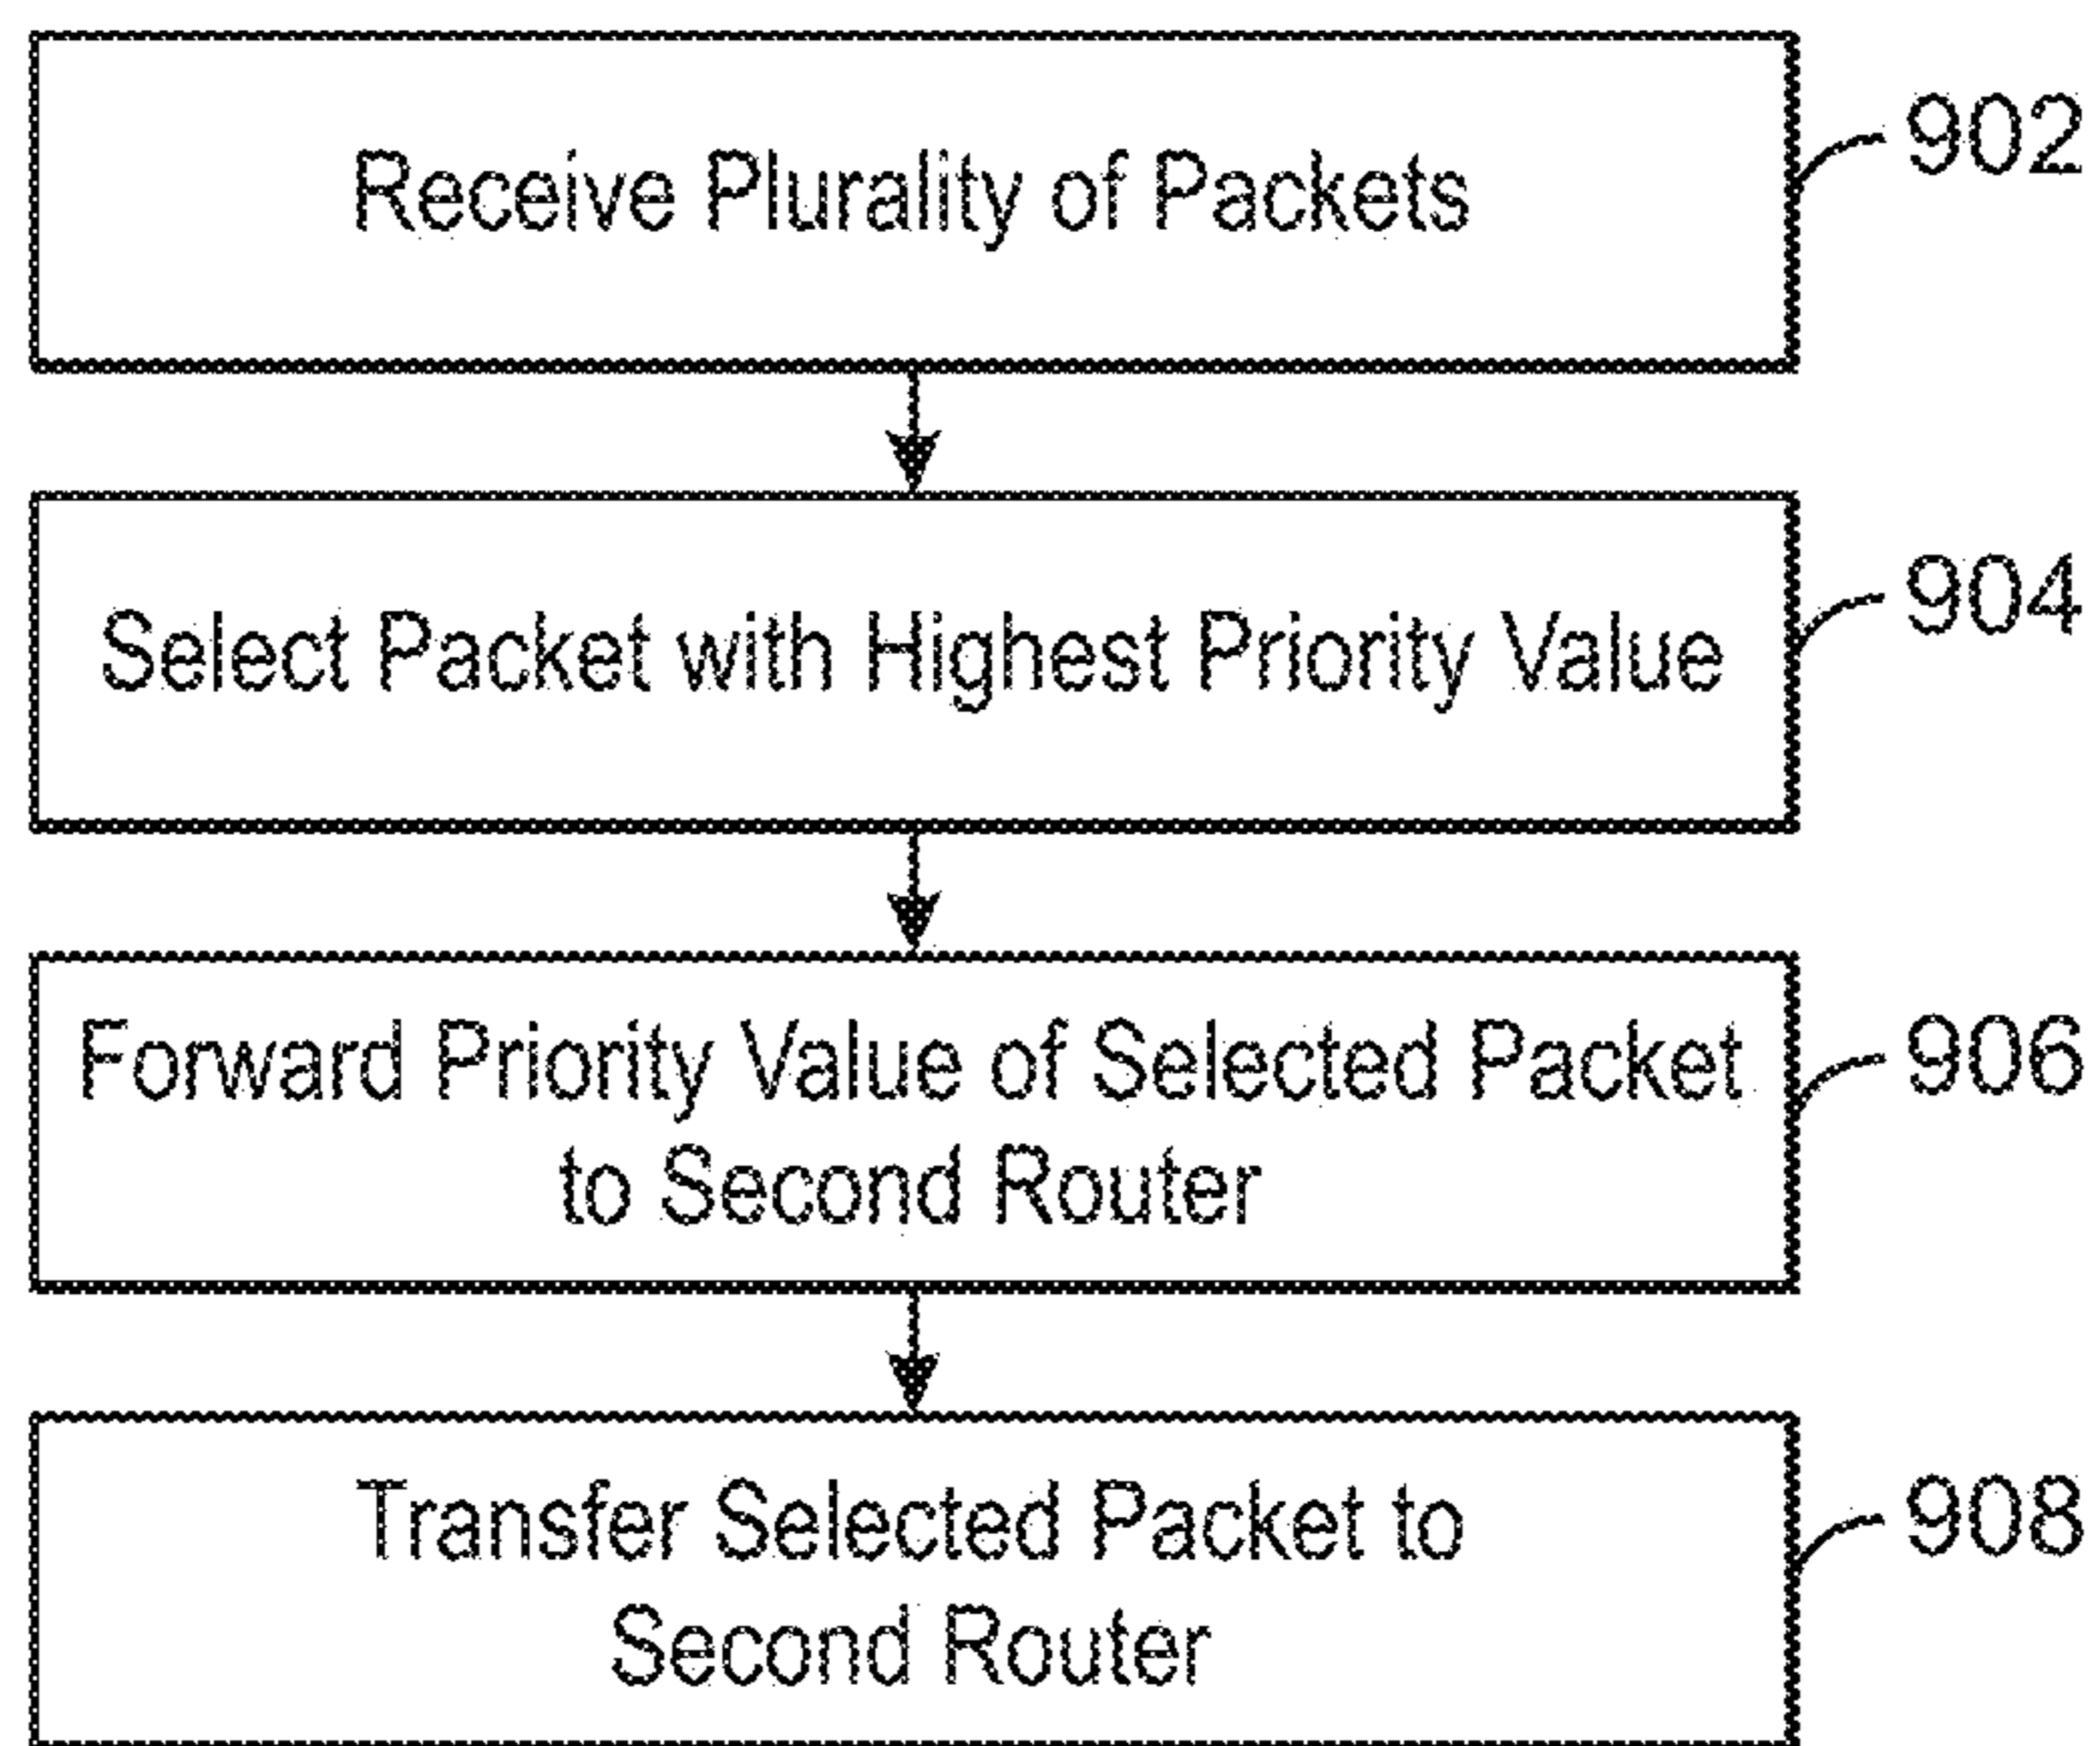 Receive Plurality of Packets
902
Select Packet with Highest Priority Value
904
Forward Priority Value of Selected Packet
to Second Router
906
Transfer Selected Packet to
Second Router
908